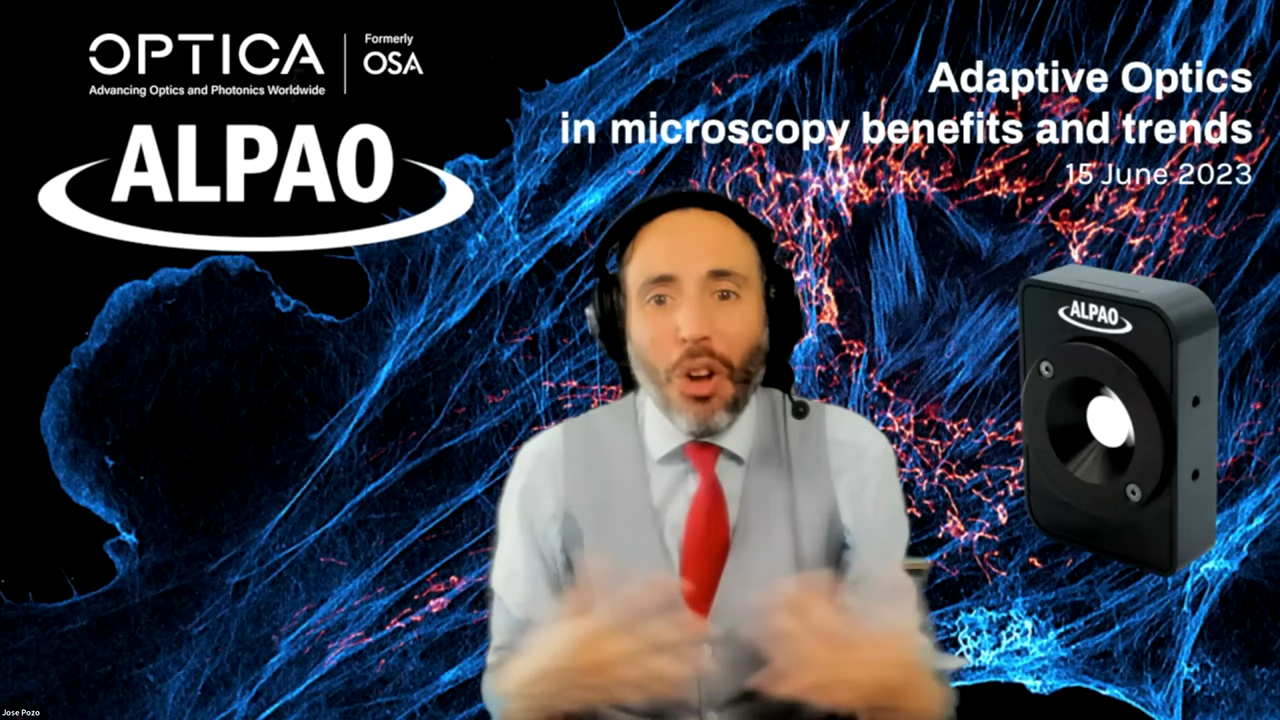 OPTICA
Advancing Optics and Photonics Worldwide
Formerly
OSA
ALPAO
Adaptive Optics
in microscopy benefits and trends
15 June 2023
ALPAO
Jose Pozo